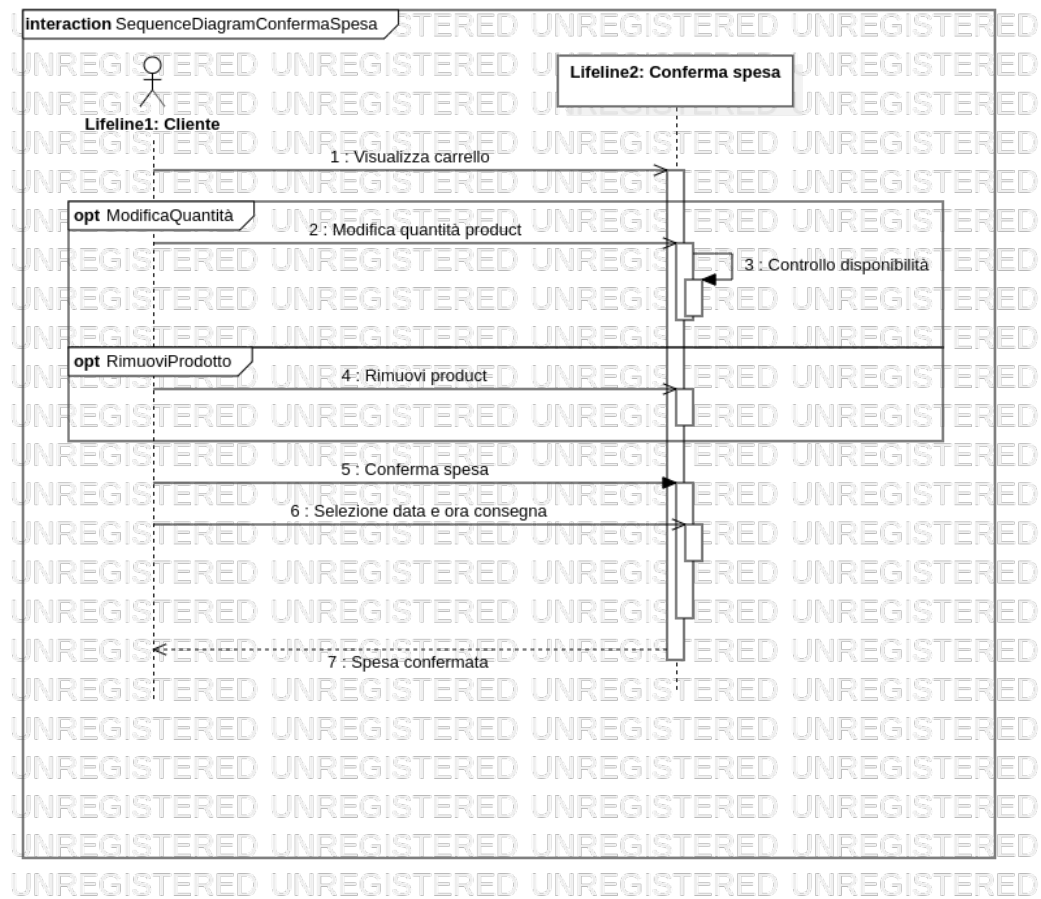 interaction SequenceDiagramConfermaSpesa
Lifeline1: Cliente
Lifeline2: Conferma spesa
1 : Visualizza carrello
opt ModificaQuantità
2 : Modifica quantità product
3 : Controllo disponibilità
opt RimuoviProdotto
4 : Rimuovi product
5 : Conferma spesa
6 : Selezione data e ora consegna
7 : Spesa confermata
UNREGISTERED UNREGISTERED UNREGISTERED UNREGISTERED